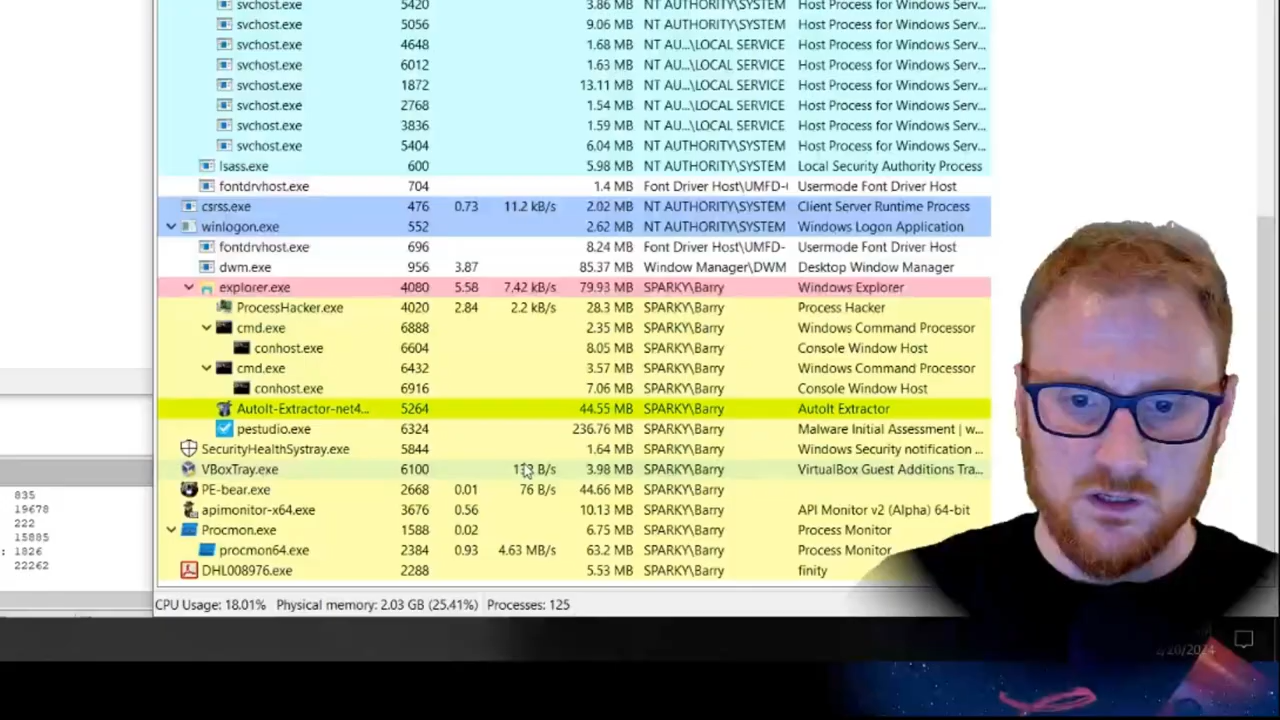 svchost.exe 5420 3.86 MB NT AUTHORITY\SYSTEM Host Process for Windows Serv...
svchost.exe 5056 9.06 MB NT AUTHORITY\SYSTEM Host Process for Windows Serv...
svchost.exe 4648 1.68 MB NT AU...\LOCAL SERVICE Host Process for Windows Serv...
svchost.exe 6012 1.63 MB NT AU...\LOCAL SERVICE Host Process for Windows Serv...
svchost.exe 1872 13.11 MB NT AU...\LOCAL SERVICE Host Process for Windows Serv...
svchost.exe 2768 1.54 MB NT AU...\LOCAL SERVICE Host Process for Windows Serv...
svchost.exe 3836 1.59 MB NT AU...\LOCAL SERVICE Host Process for Windows Serv...
svchost.exe 5404 6.04 MB NT AU...\LOCAL SERVICE Host Process for Windows Serv...
lsass.exe 600 5.98 MB NT AUTHORITY\SYSTEM Local Security Authority Process
fontdrvhost.exe 704 1.4 MB Font Driver Host\UMFD-( Usermode Font Driver Host
csrss.exe 476 0.73 11.2 kB/s 2.02 MB NT AUTHORITY\SYSTEM Client Server Runtime Process
winlogon.exe 552 2.62 MB NT AUTHORITY\SYSTEM Windows Logon Application
fontdrvhost.exe 696 8.24 MB Font Driver Host\UMFD- Usermode Font Driver Host
dwm.exe 956 3.87 85.37 MB Window Manager\DWM Desktop Window Manager
explorer.exe 4080 5.58 7.42 kB/s 79.93 MB SPARKY\Barry Windows Explorer
ProcessHacker.exe 4020 2.84 2.2 kB/s 28.3 MB SPARKY\Barry Process Hacker
cmd.exe 6888 2.35 MB SPARKY\Barry Windows Command Processor
conhost.exe 6604 8.05 MB SPARKY\Barry Console Window Host
cmd.exe 6432 3.57 MB SPARKY\Barry Windows Command Processor
conhost.exe 6916 7.06 MB SPARKY\Barry Console Window Host
AutoIt-Extractor-net4... 5264 44.55 MB SPARKY\Barry AutoIt Extractor
pestudio.exe 6324 236.76 MB SPARKY\Barry Malware Initial Assessment | w...
SecurityHealthSystray.exe 5844 1.64 MB SPARKY\Barry Windows Security notification ...
VBoxTray.exe 6100 B/s 3.98 MB SPARKY\Barry VirtualBox Guest Additions Tra...
PE-bear.exe 2668 0.01 76 B/s 44.66 MB SPARKY\Barry
apimonitor-x64.exe 3676 0.56 10.13 MB SPARKY\Barry API Monitor v2 (Alpha) 64-bit
Procmon.exe 1588 0.02 6.75 MB SPARKY\Barry Process Monitor
procmon64.exe 2384 0.93 4.63 MB/s 63.2 MB SPARKY\Barry Process Monitor
DHL008976.exe 2288 5.53 MB SPARKY\Barry finity
CPU Usage: 18.01% Physical memory: 2.03 GB (25.41%) Processes: 125
835
19678
222
15885
: 1826
22262
/20/2024